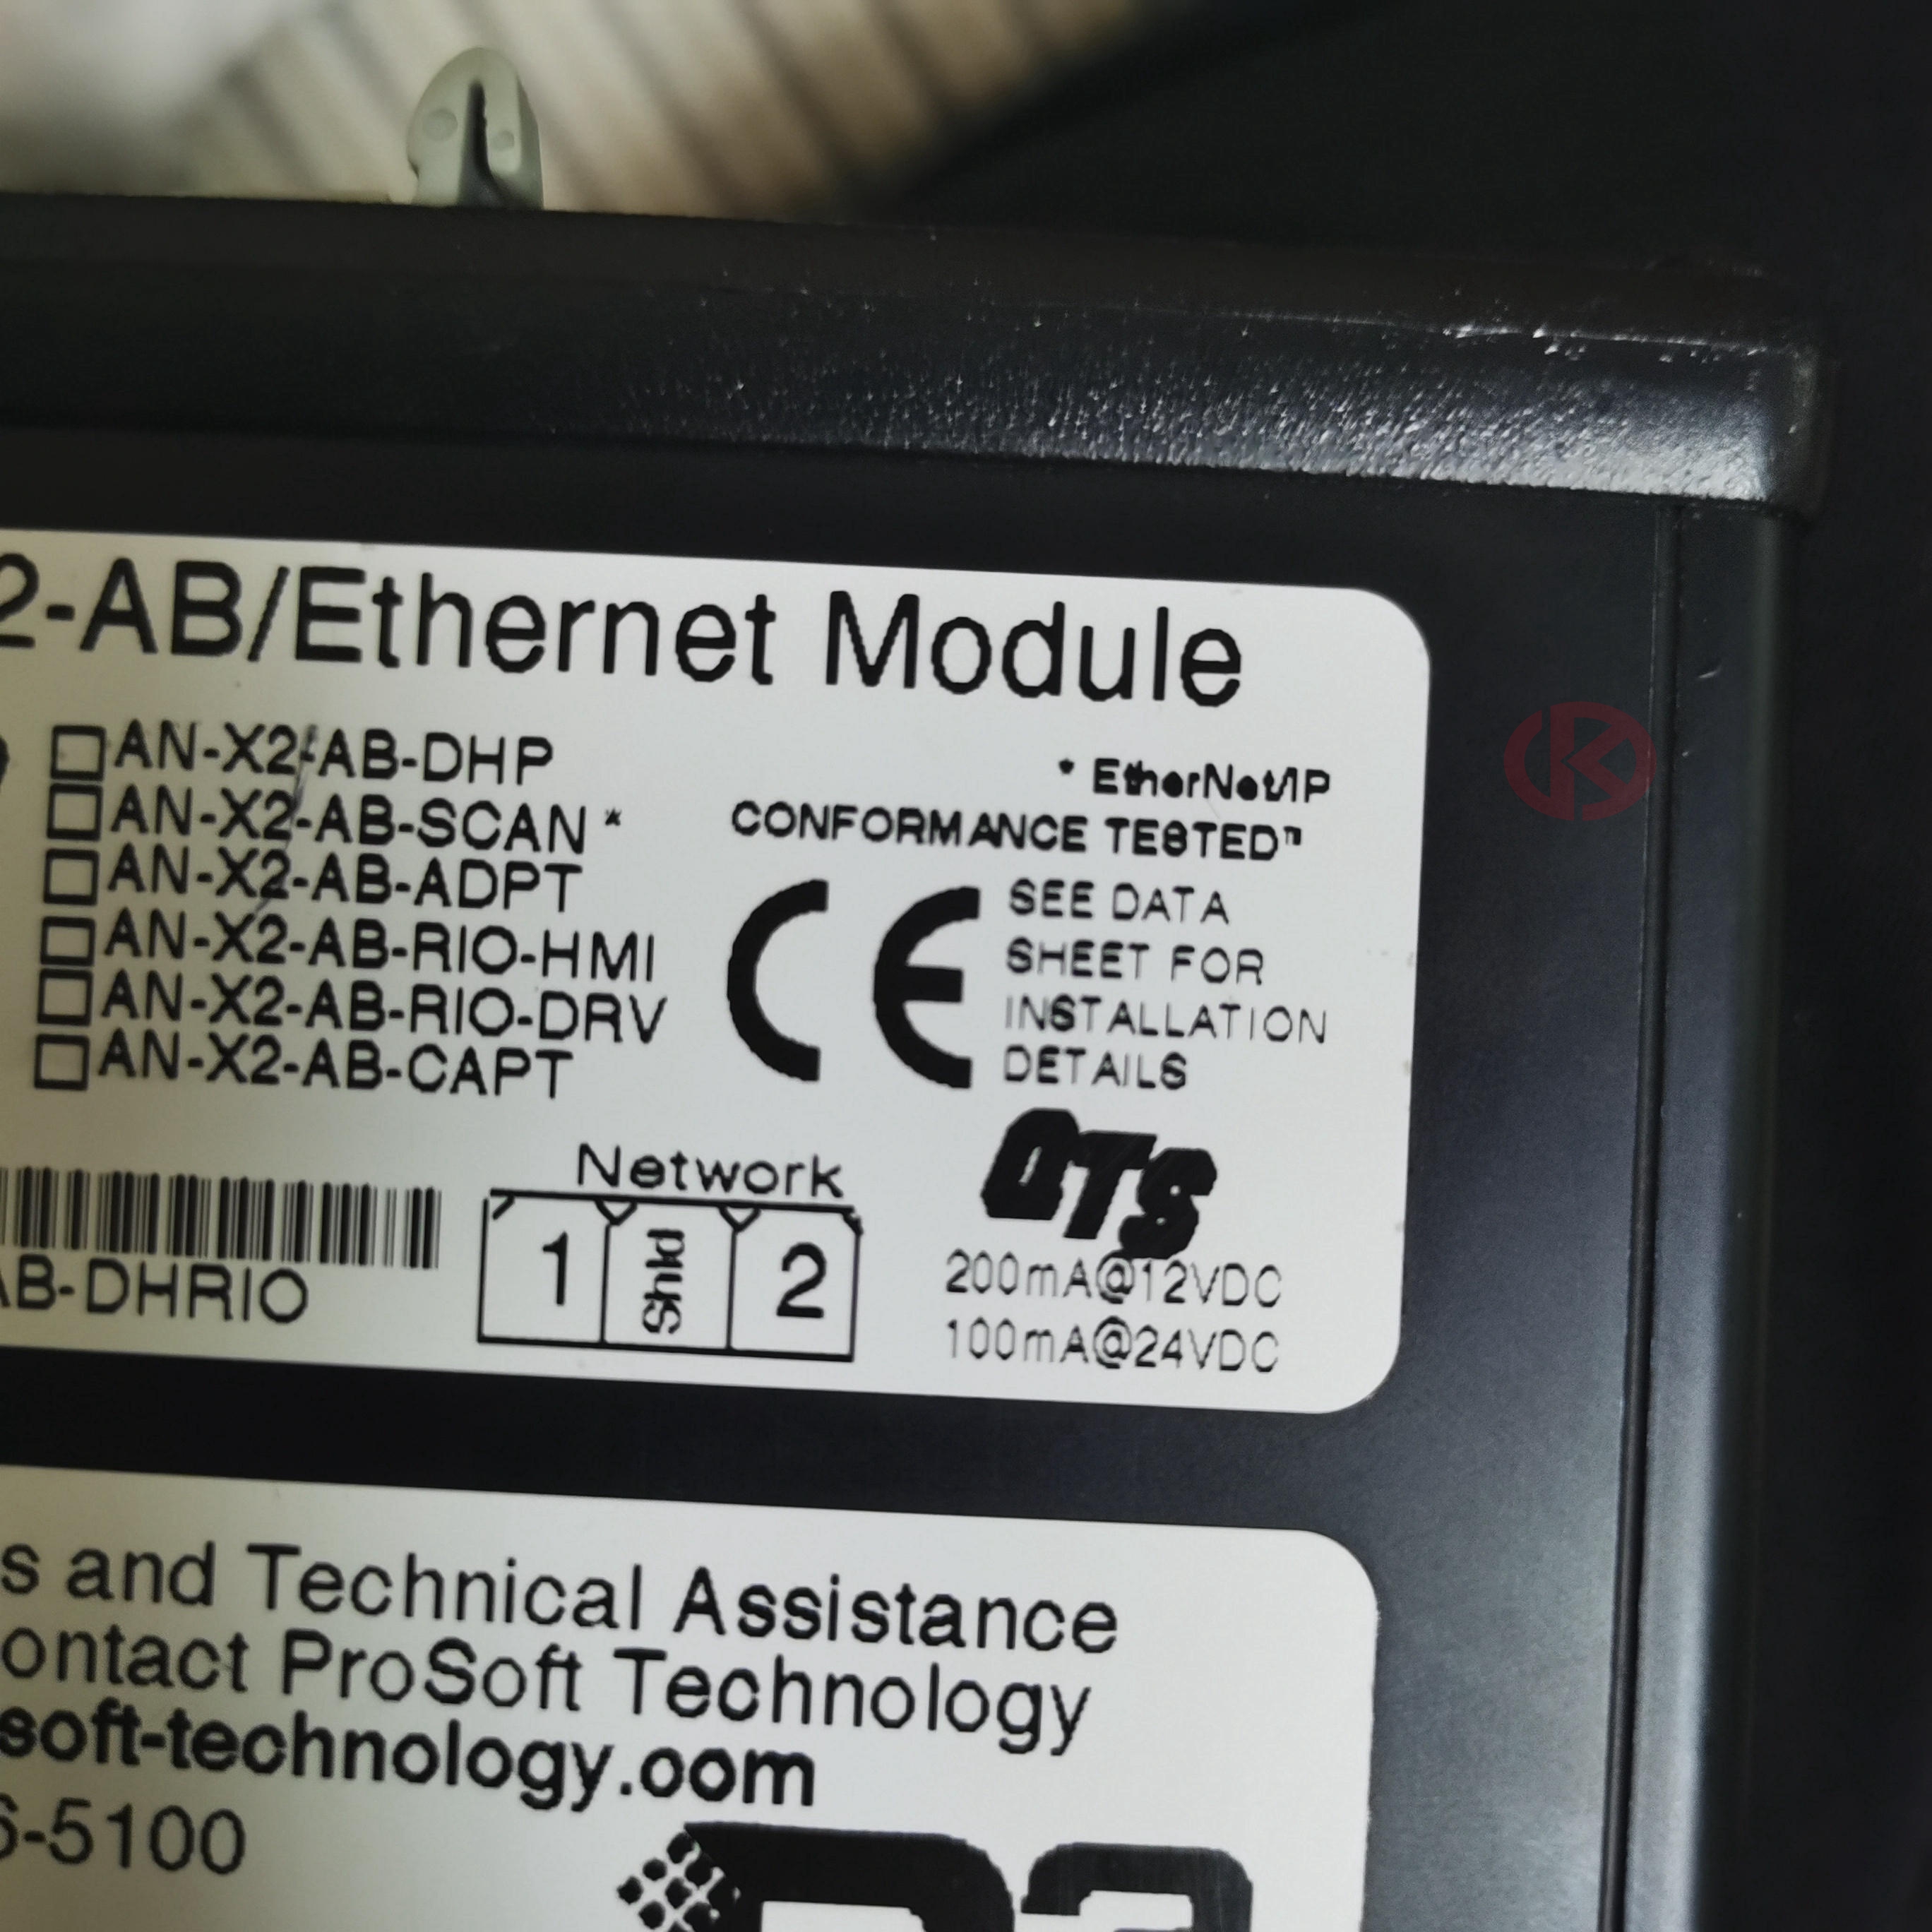 2-AB/Ethernet Module
AN-X2-AB-DHP
AN-X2-AB-SCAN *
AN-X2-AB-ADPT
AN-X2-AB-RIO-HMI
AN-X2-AB-RIO-DRV
AN-X2-AB-CAPT
* EtherNet/IP
CONFORMANCE TESTED™
CE
SEE DATA
SHEET FOR
INSTALLATION
DETAILS
Network
1 Shld 2
AB-DHRIO
QTS
200mA@12VDC
100mA@24VDC
s and Technical Assistance
ontact ProSoft Technology
soft-technology.com
6-5100
K